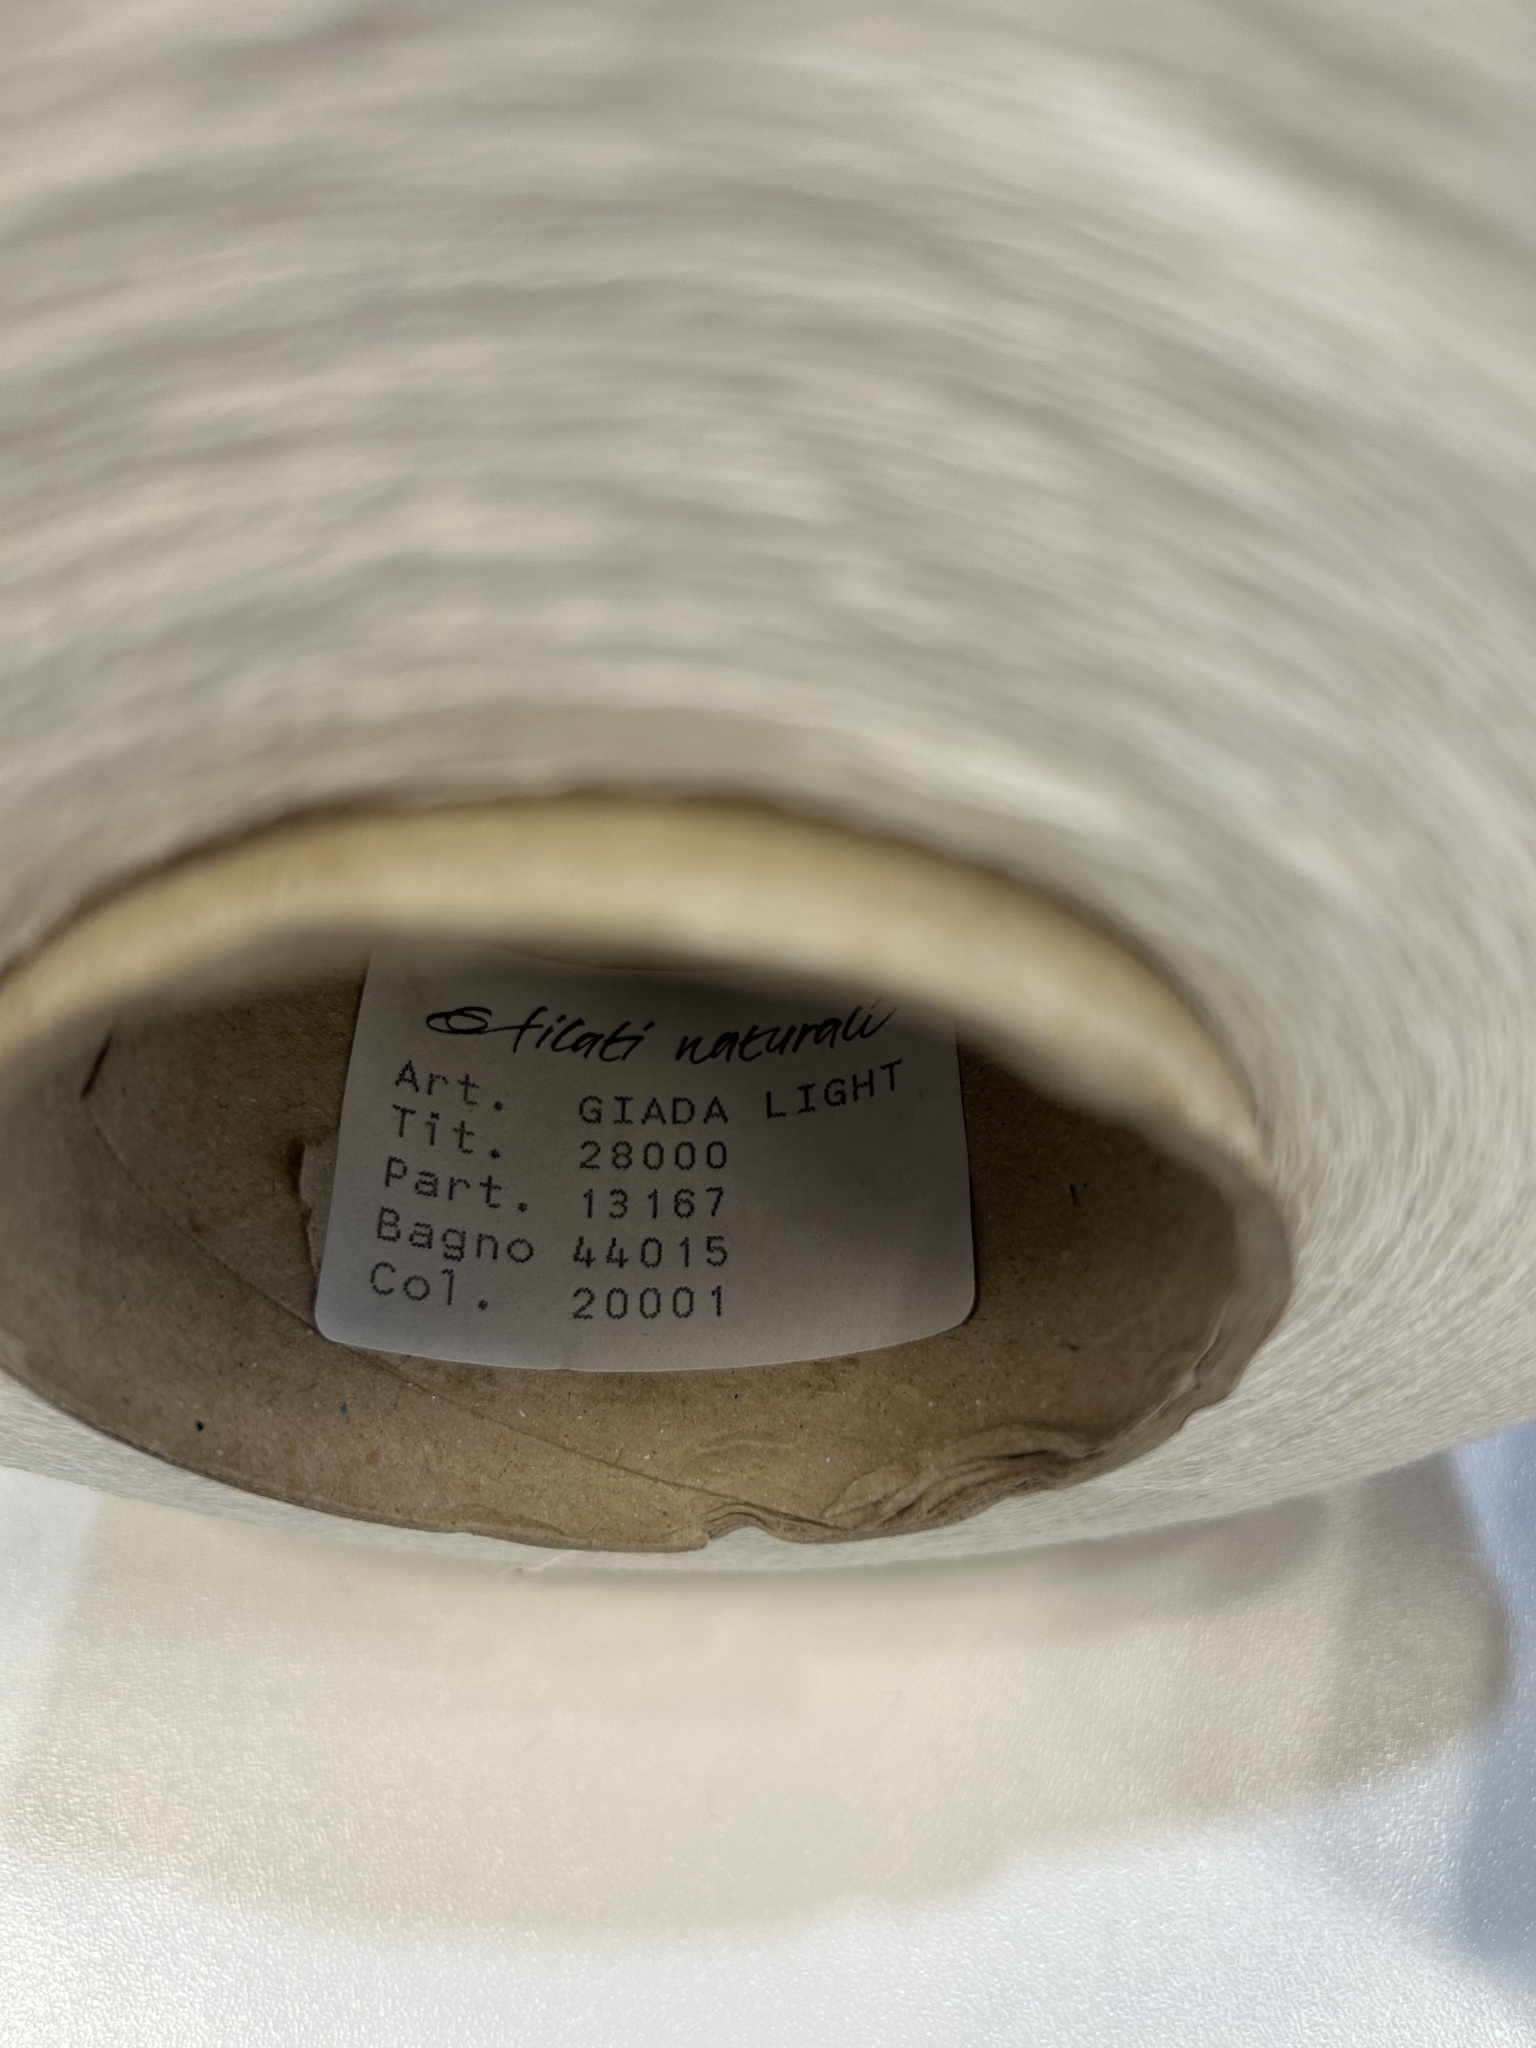 filati naturali
Art. GIADA LIGHT
Tit. 28000
Part. 13167
Bagno 44015
Col. 20001